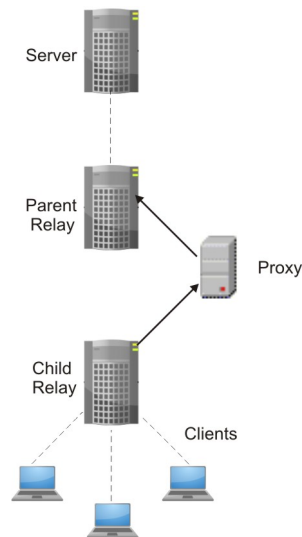 Server
Parent
Relay
Proxy
Child
Relay
Clients